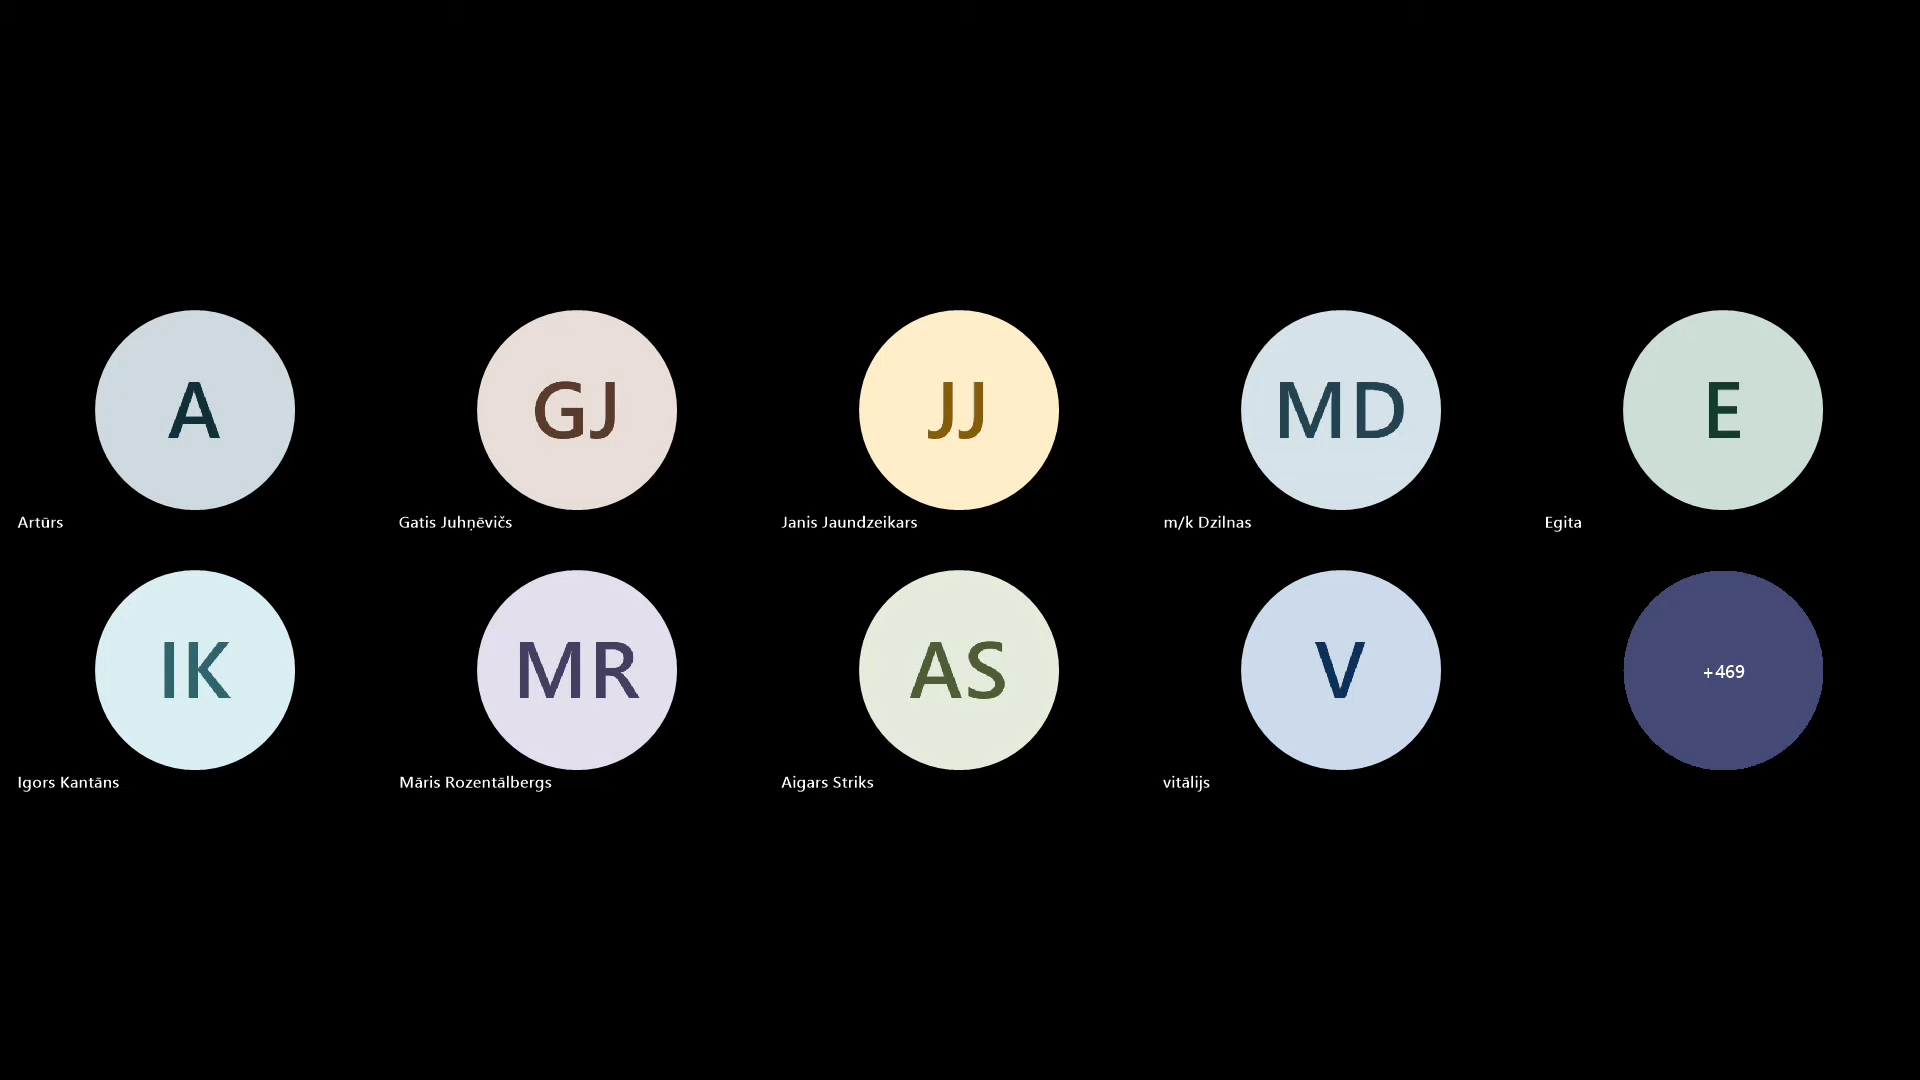 A
GJ
JJ
MD
E
Artūrs
Gatis Juhņēvičs
Janis Jaundzeikars
m/k Dzilnas
Egita
IK
MR
AS
V
+469
Igors Kantāns
Māris Rozentālbergs
Aigars Striks
vitālijs